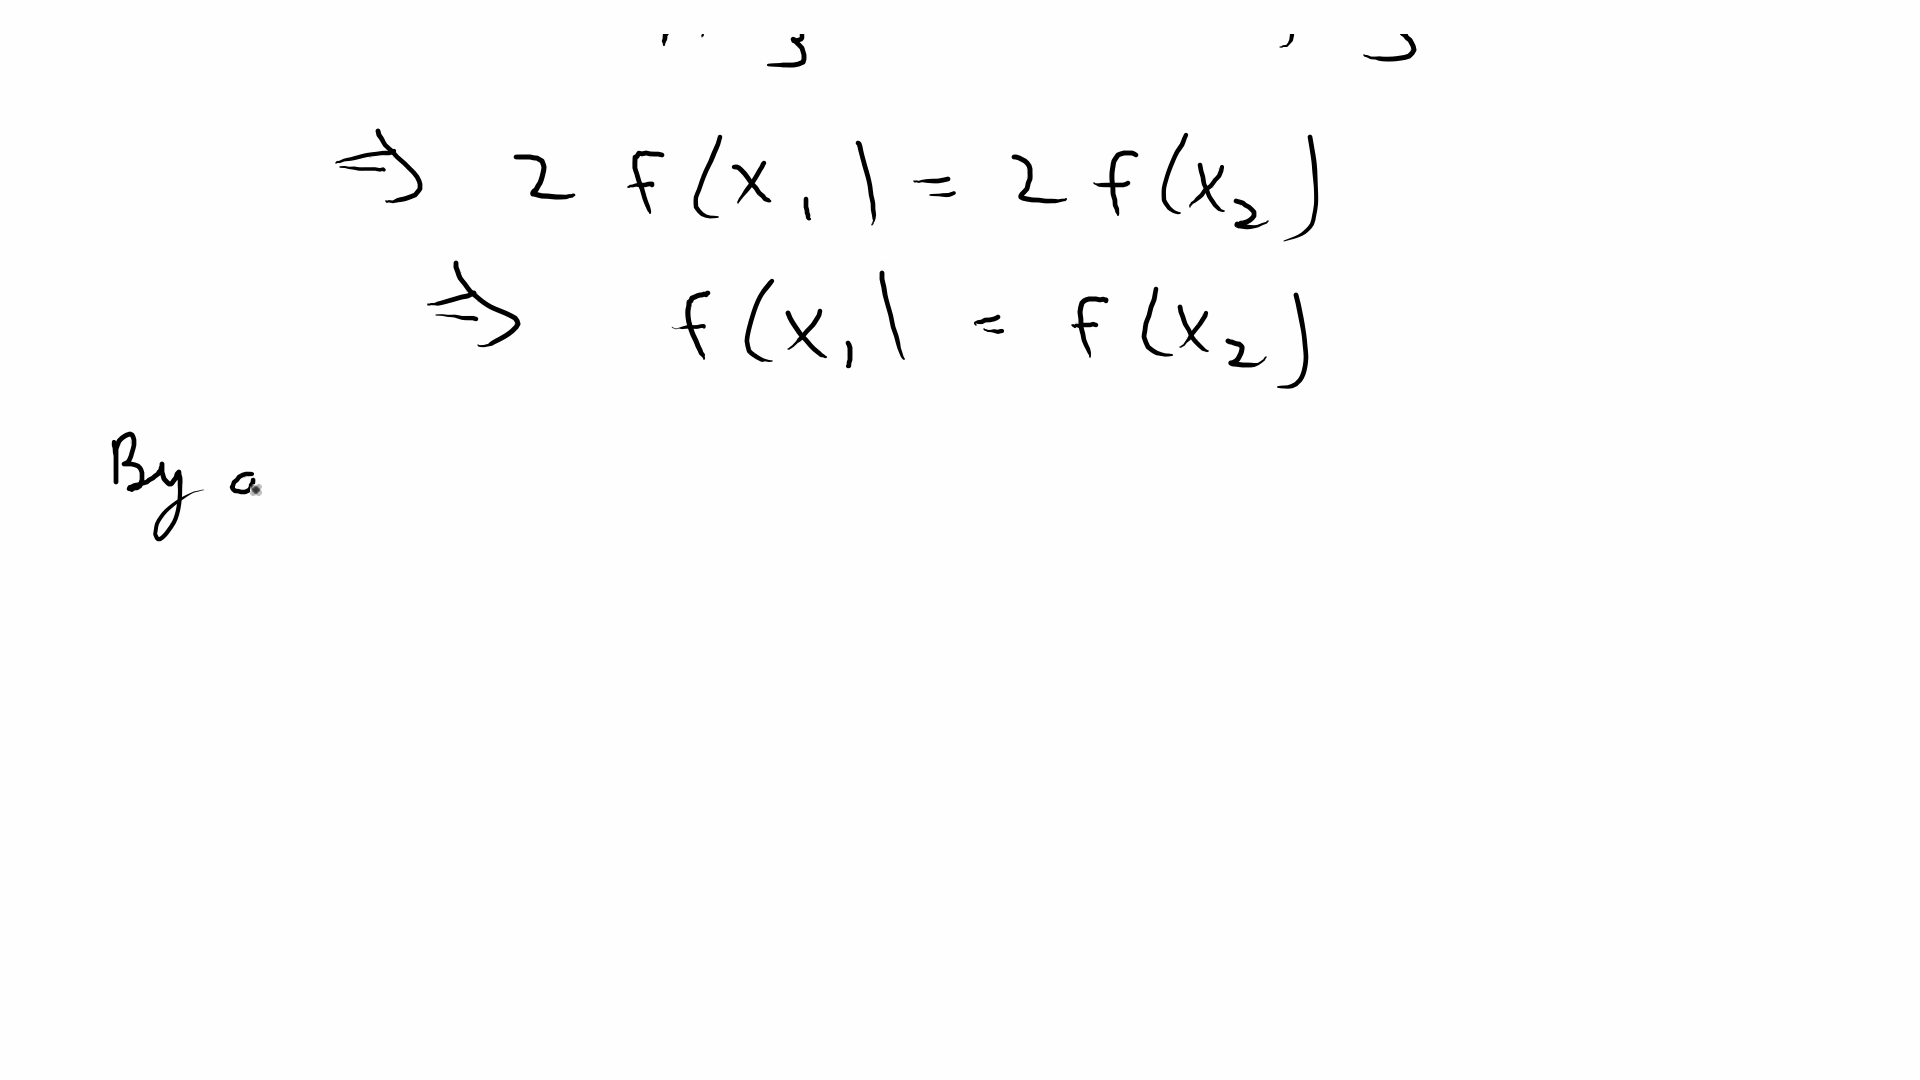 ⇒ 2 f(x₁) = 2 f(x₂)
⇒ f(x₁) = f(x₂)
By a